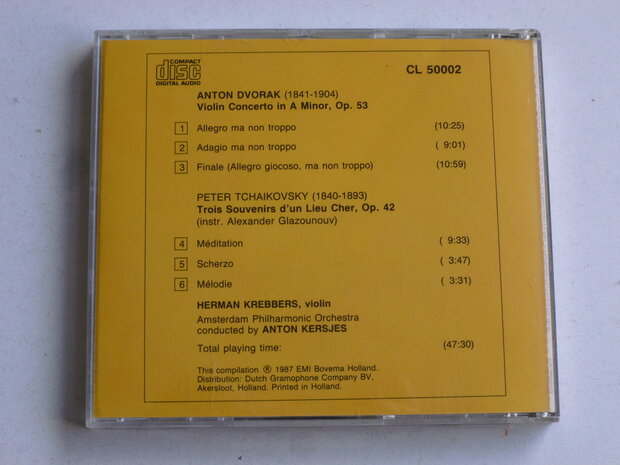 COMPACT
disc
DIGITAL AUDIO
CL 50002
ANTON DVORAK (1841-1904)
Violin Concerto in A Minor, Op. 53
1 Allegro ma non troppo (10:25)
2 Adagio ma non troppo ( 9:01)
3 Finale (Allegro giocoso, ma non troppo) (10:59)
PETER TCHAIKOVSKY (1840-1893)
Trois Souvenirs d'un Lieu Cher, Op. 42
(instr. Alexander Glazounouv)
4 Méditation ( 9:33)
5 Scherzo ( 3:47)
6 Mélodie ( 3:31)
HERMAN KREBBERS, violin
Amsterdam Philharmonic Orchestra
conducted by ANTON KERSJES
Total playing time: (47:30)
This compilation ℗ 1987 EMI Bovema Holland.
Distribution: Dutch Gramophone Company BV,
Akersloot, Holland. Printed in Holland.